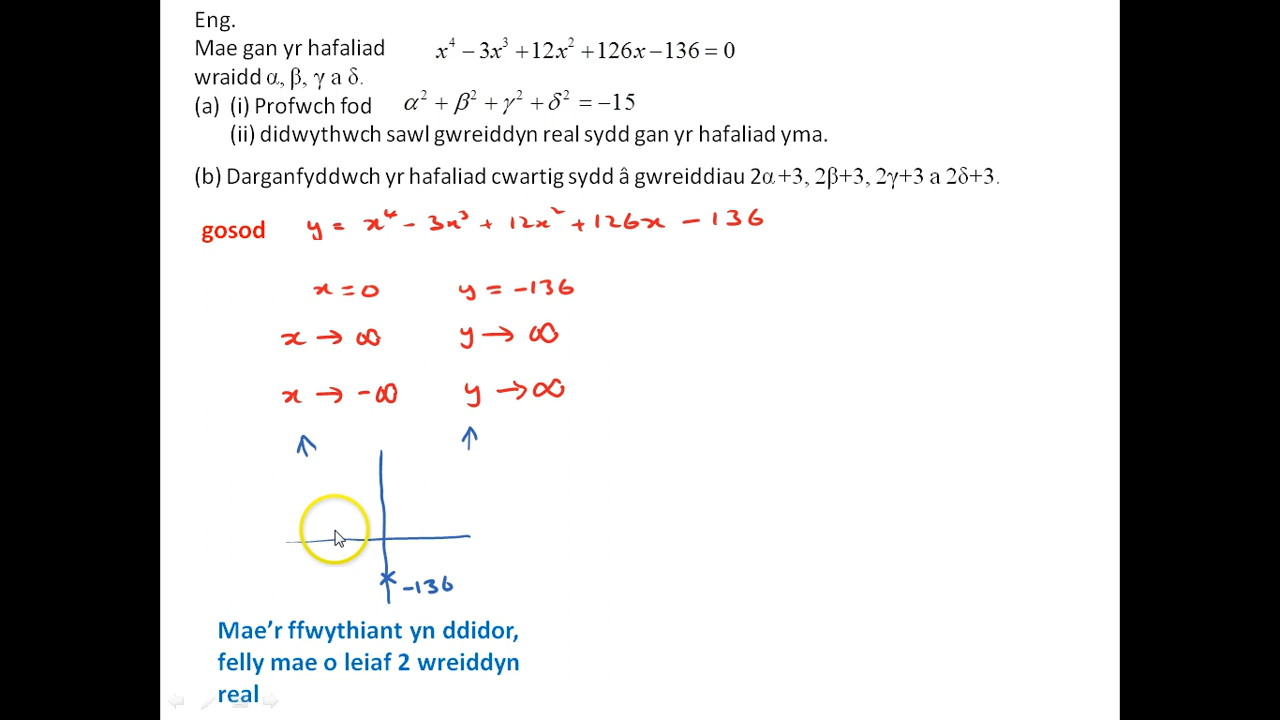 Eng.
Mae gan yr hafaliad x⁴ − 3x³ + 12x² + 126x − 136 = 0
wraidd α, β, γ a δ.
(a) (i) Profwch fod α² + β² + γ² + δ² = −15
(ii) didwythwch sawl gwreiddyn real sydd gan yr hafaliad yma.
(b) Darganfyddwch yr hafaliad cwartig sydd â gwreiddiau 2α+3, 2β+3, 2γ+3 a 2δ+3.
gosod y = x⁴ − 3x³ + 12x² + 126x − 136
x = 0 y = −136
x → ∞ y → ∞
x → −∞ y → ∞
−136
Mae'r ffwythiant yn ddidor,
felly mae o leiaf 2 wreiddyn
real